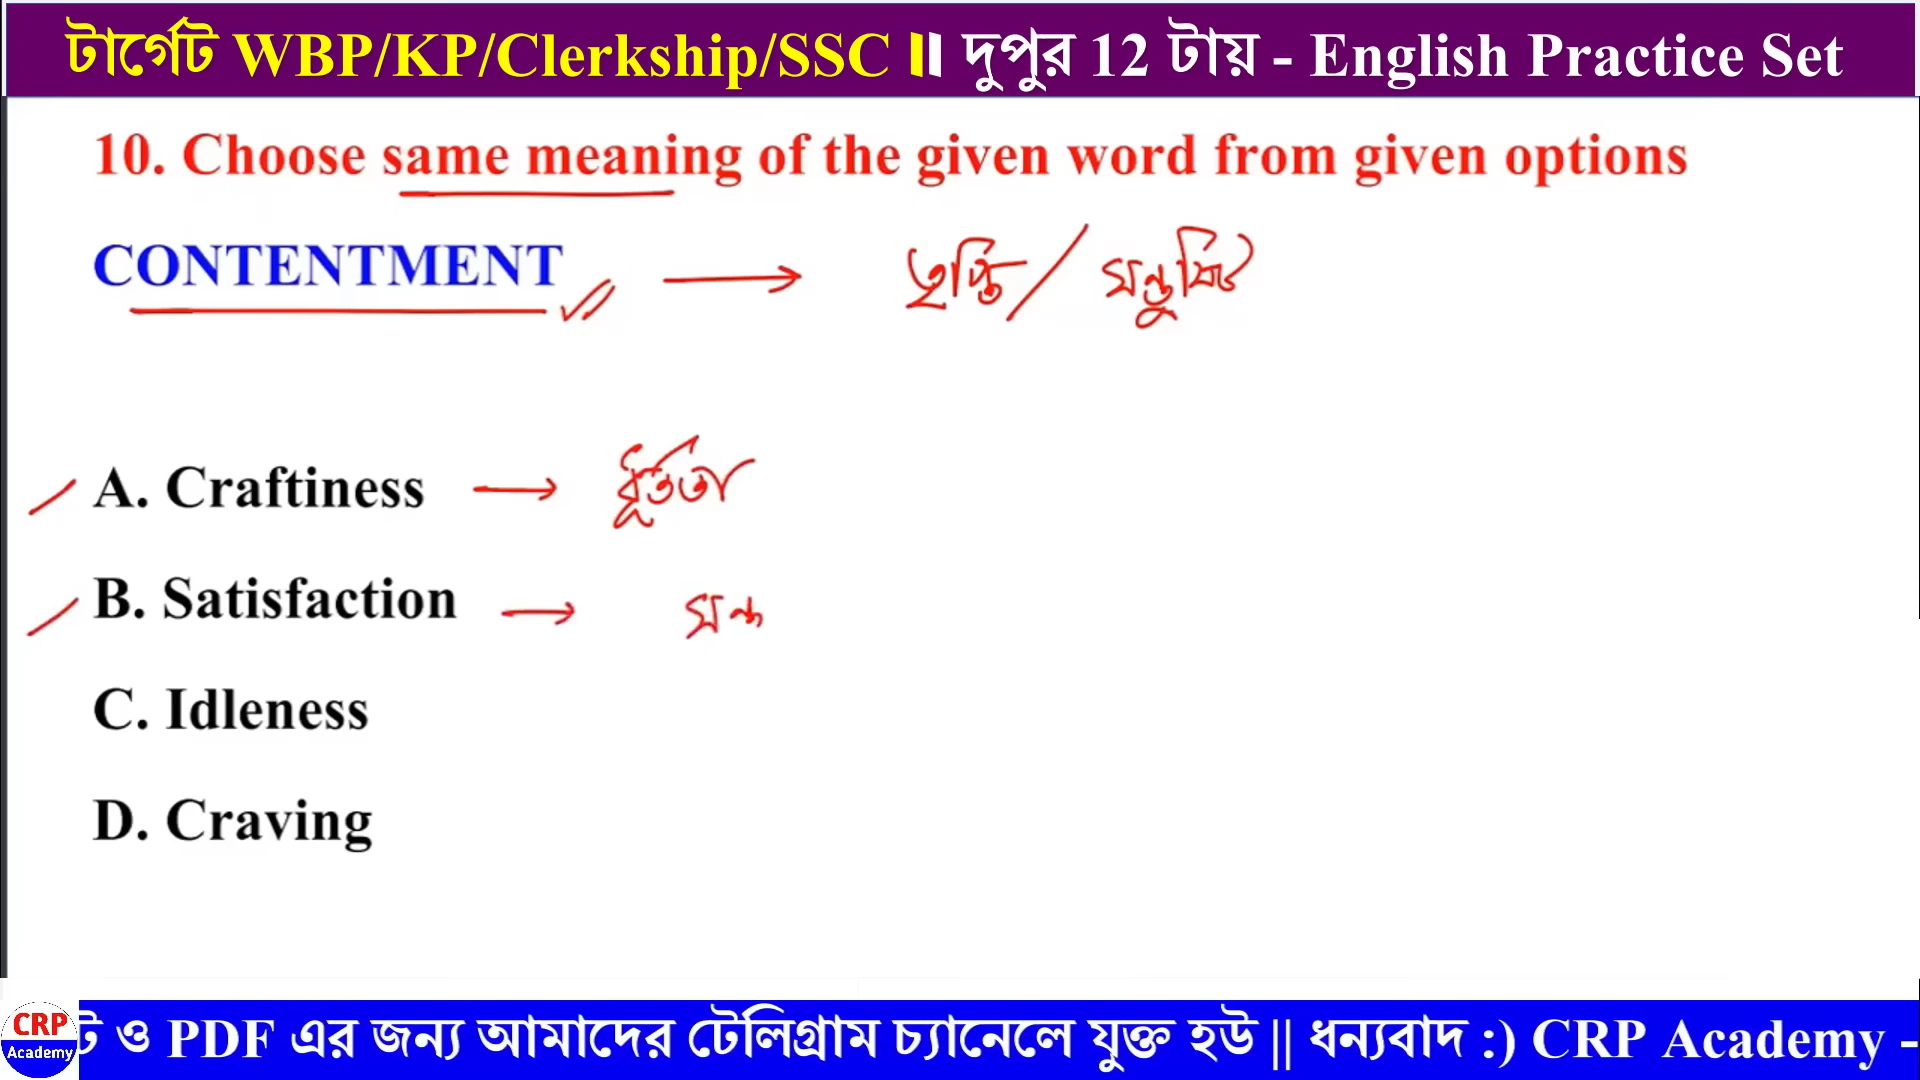 টার্গেট WBP/KP/Clerkship/SSC ॥ দুপুর 12 টায় - English Practice Set
10. Choose same meaning of the given word from given options
CONTENTMENT → তৃপ্তি / সন্তুষ্টি
A. Craftiness → ধূর্ততা
B. Satisfaction → সন্ত
C. Idleness
D. Craving
CRP Academy
ট ও PDF এর জন্য আমাদের টেলিগ্রাম চ্যানেলে যুক্ত হউ || ধন্যবাদ :) CRP Academy -